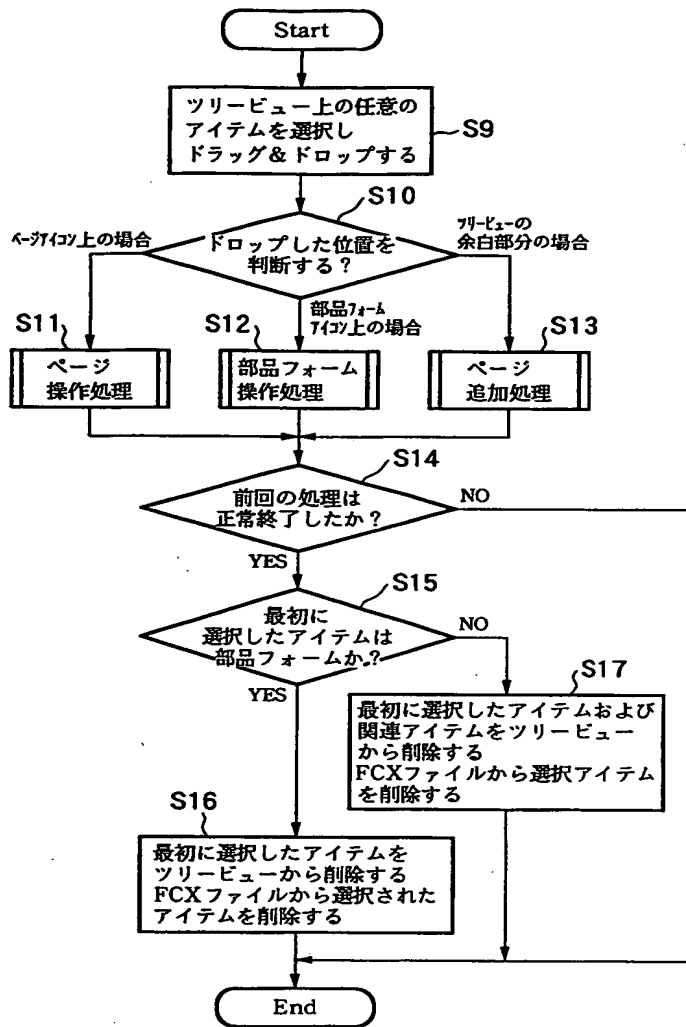 Start
ツリービュー上の任意の
アイテムを選択し
ドラッグ&ドロップする
S9
S10
ドロップした位置を
判断する?
ページアイコン上の場合
フリービューの
余白部分の場合
部品フォーム
アイコン上の場合
S11
ページ
操作処理
S12
部品フォーム
操作処理
S13
ページ
追加処理
S14
前回の処理は
正常終了したか?
NO
YES
S15
最初に
選択したアイテムは
部品フォームか?
NO
YES
S17
最初に選択したアイテムおよび
関連アイテムをツリービュー
から削除する
FCXファイルから選択アイテム
を削除する
S16
最初に選択したアイテムを
ツリービューから削除する
FCXファイルから選択された
アイテムを削除する
End